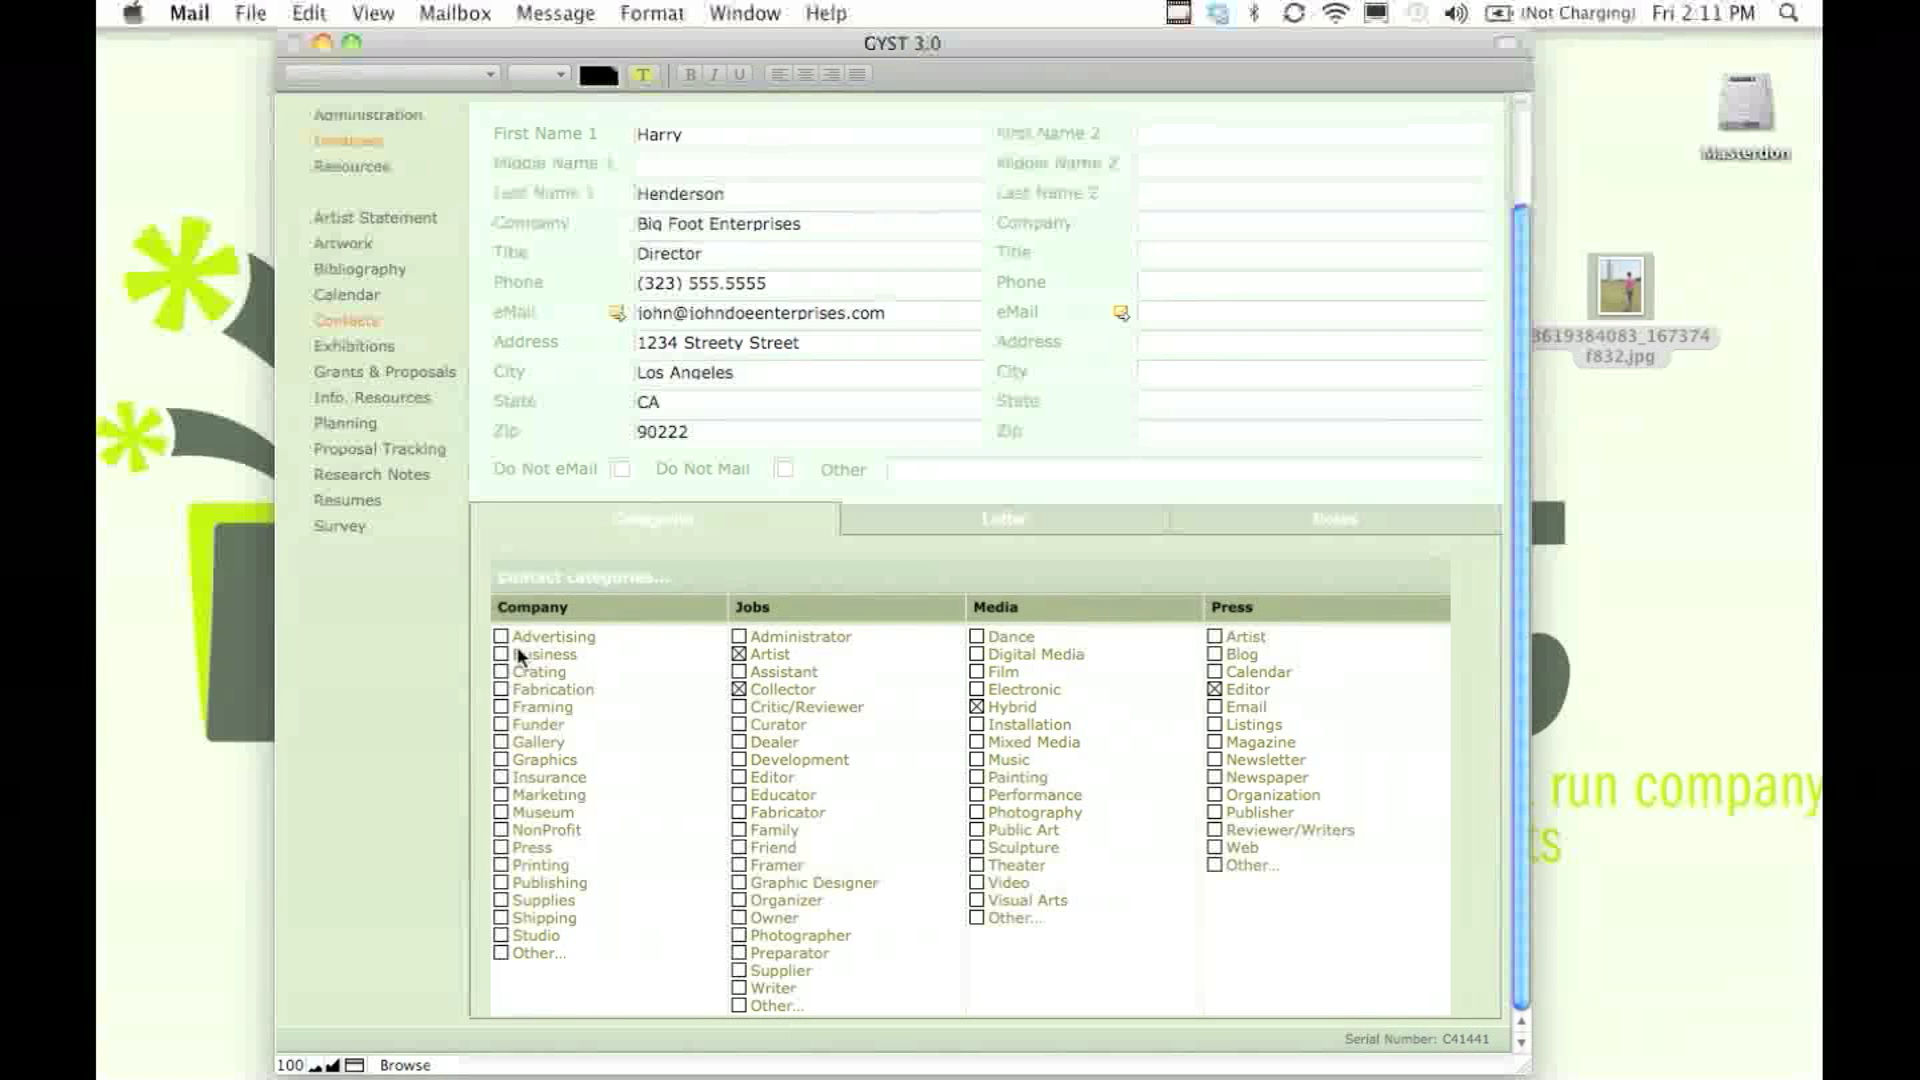 Mail File Edit View Mailbox Message Format Window Help (Not Charging) Fri 2:11 PM
GYST 3.0
T B I U
Administration
Resources
Artist Statement
Artwork
Bibliography
Calendar
Contacts
Exhibitions
Grants & Proposals
Info. Resources
Planning
Proposal Tracking
Research Notes
Resumes
Survey
First Name 1 Harry First Name 2
Middle Name 1 Middle Name 2
Last Name 1 Henderson Last Name 2
Company Big Foot Enterprises Company
Title Director Title
Phone (323) 555.5555 Phone
eMail john@johndoeenterprises.com eMail
Address 1234 Streety Street Address
City Los Angeles City
State CA State
Zip 90222 Zip
Do Not eMail Do Not Mail Other
Categories Letter Notes
Contact categories...
Company Jobs Media Press
Advertising Administrator Dance Artist
Business Artist Digital Media Blog
Crating Assistant Film Calendar
Fabrication Collector Electronic Editor
Framing Critic/Reviewer Hybrid Email
Funder Curator Installation Listings
Gallery Dealer Mixed Media Magazine
Graphics Development Music Newsletter
Insurance Editor Painting Newspaper
Marketing Educator Performance Organization
Museum Fabricator Photography Publisher
NonProfit Family Public Art Reviewer/Writers
Press Friend Sculpture Web
Printing Framer Theater Other...
Publishing Graphic Designer Video
Supplies Organizer Visual Arts
Shipping Owner Other...
Studio Photographer
Other... Preparator
Supplier
Writer
Other...
Serial Number: C41441
100 Browse
Masterdon
3619384083_167374
f832.jpg
run company
ts